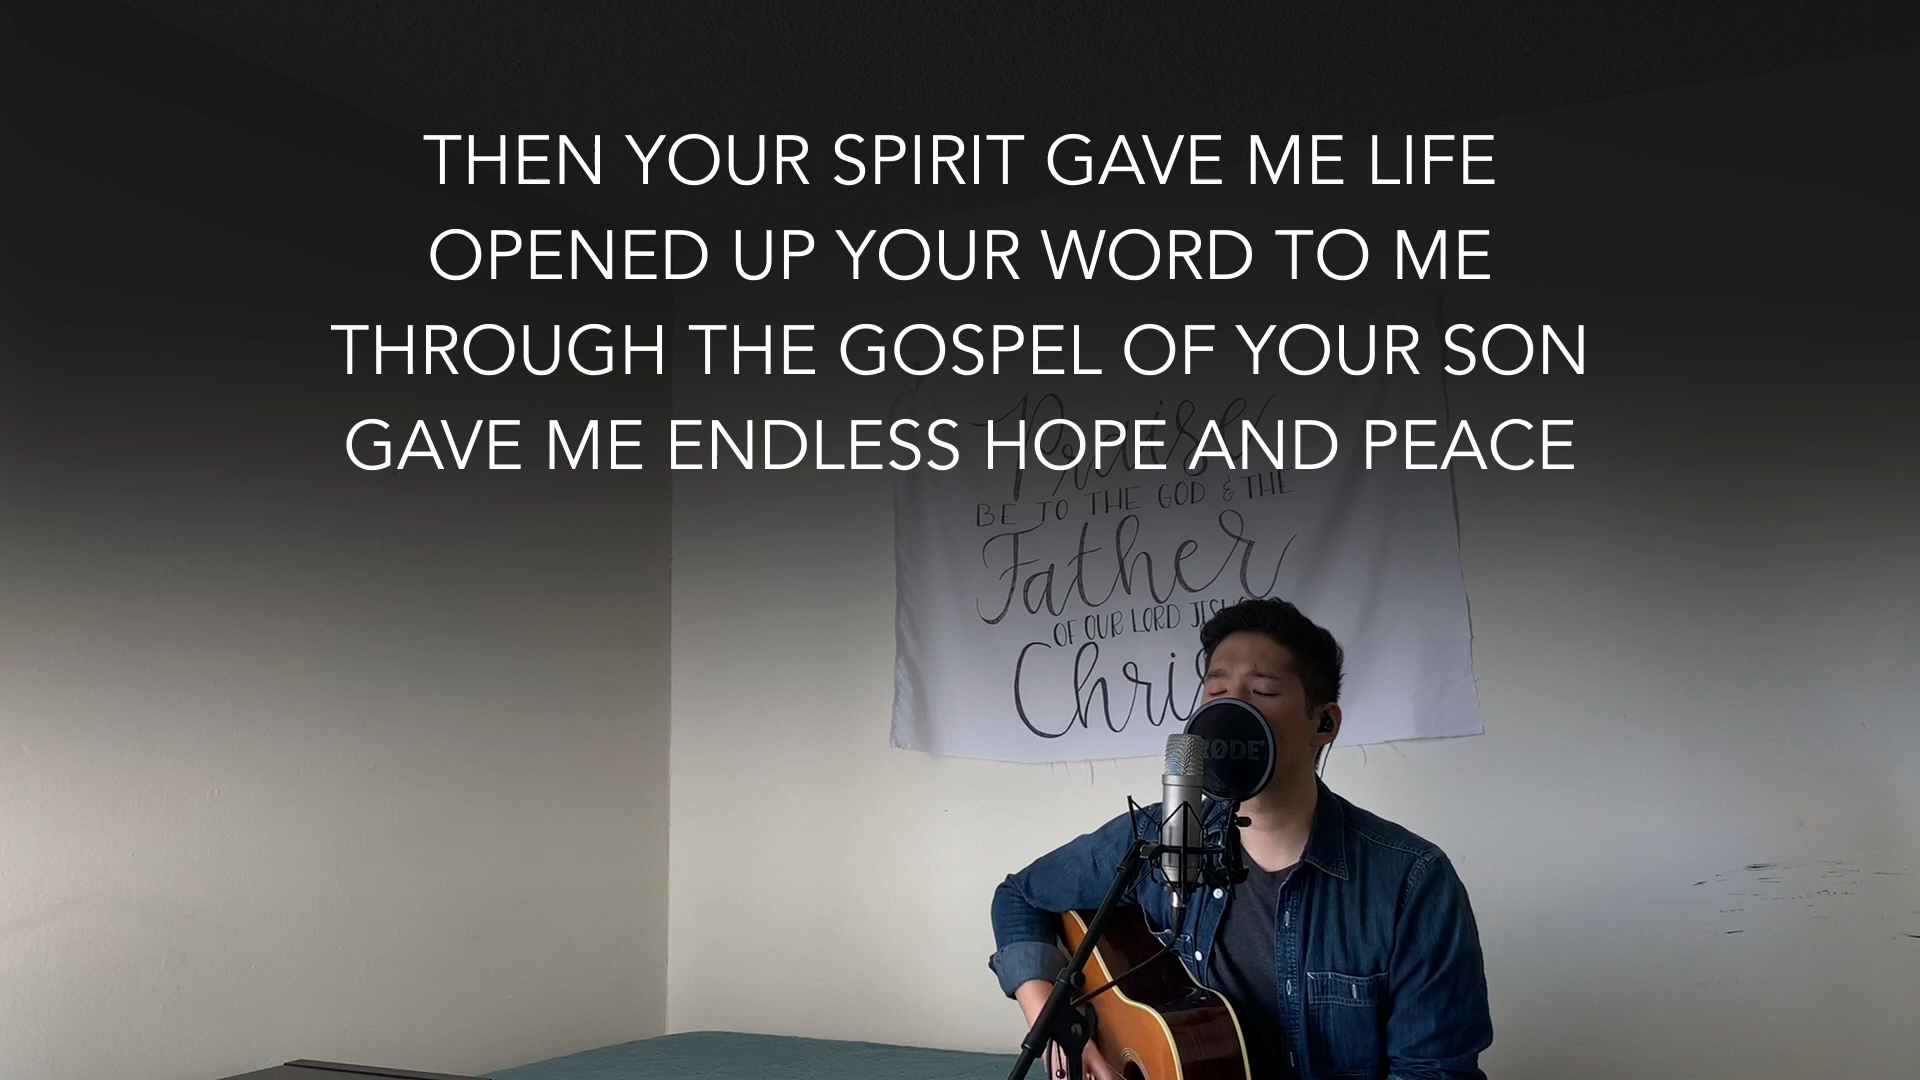 THEN YOUR SPIRIT GAVE ME LIFE
OPENED UP YOUR WORD TO ME
THROUGH THE GOSPEL OF YOUR SON
GAVE ME ENDLESS HOPE AND PEACE
Praise
BE TO THE GOD & THE
Father
OF OUR LORD
RØDE